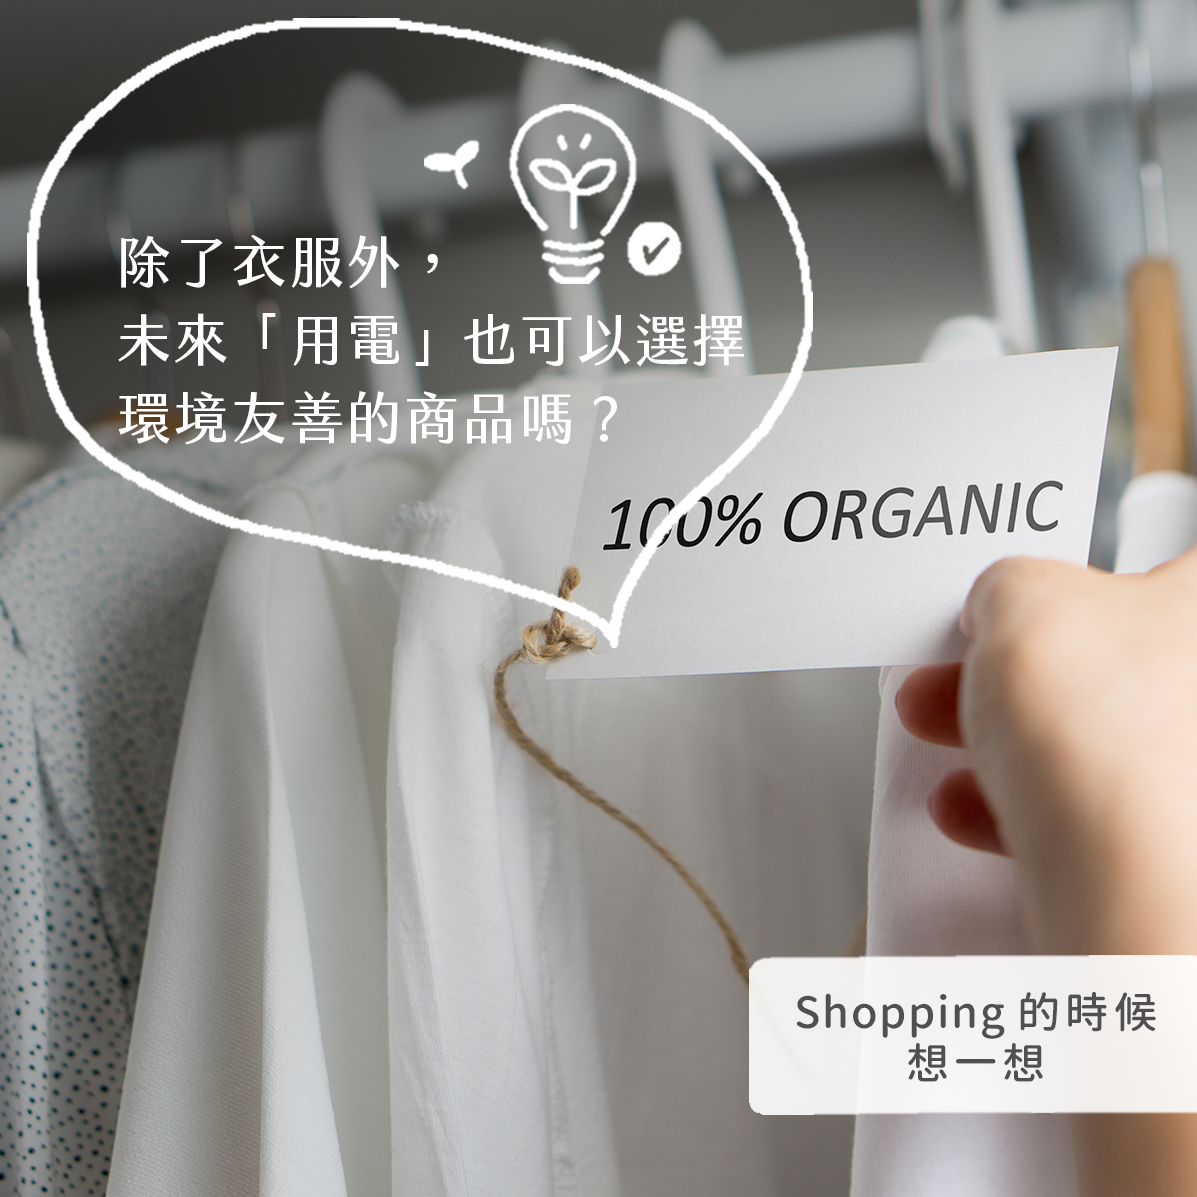 除了衣服外，
未來「用電」也可以選擇
環境友善的商品嗎？
100% ORGANIC
Shopping 的時候
想一想